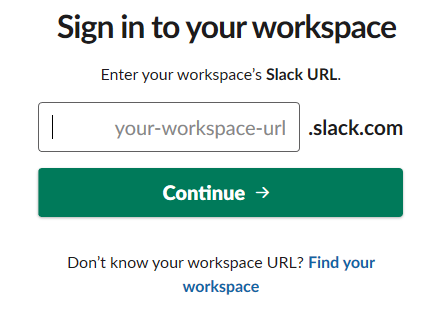 Sign in to your workspace
Enter your workspace's Slack URL.
your-workspace-url .slack.com
Continue →
Don't know your workspace URL? Find your
workspace